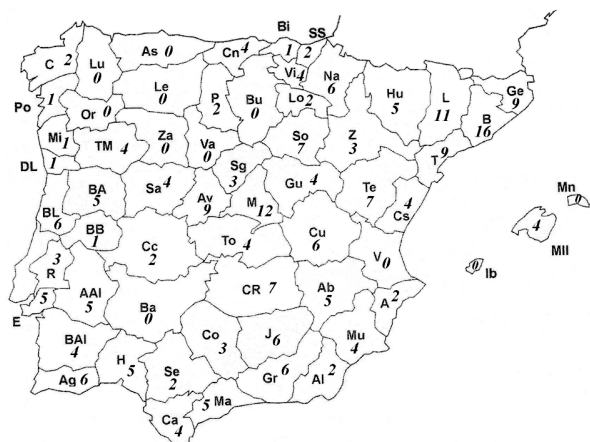 Bi SS
C 2 Lu 0 As 0 Cn 4 1 2
Vi 4 Na 6
Po 1 Or 0 Le 0 P 2 Bu 0 Lo 2 Hu 5 L 11 Ge 9
B 16
Mi 1 TM 4 Za 0 Va 0 So 7 Z 3 T 9
DL 1
Sg 3
BA 5 Sa 4 Av 9 M 12 Gu 4 Te 7 Cs 4 Mn 0
BL 6 BB 1 Cc 2 To 4 Cu 6 V 0 4 Mll
R 3 0 Ib
E 5 AAl 5 Ba 0 CR 7 Ab 5 A 2
BAl 4 Co 3 J 6 Mu 4
Ag 6 H 5 Se 2 Gr 6 Al 2
Ca 4 5 Ma